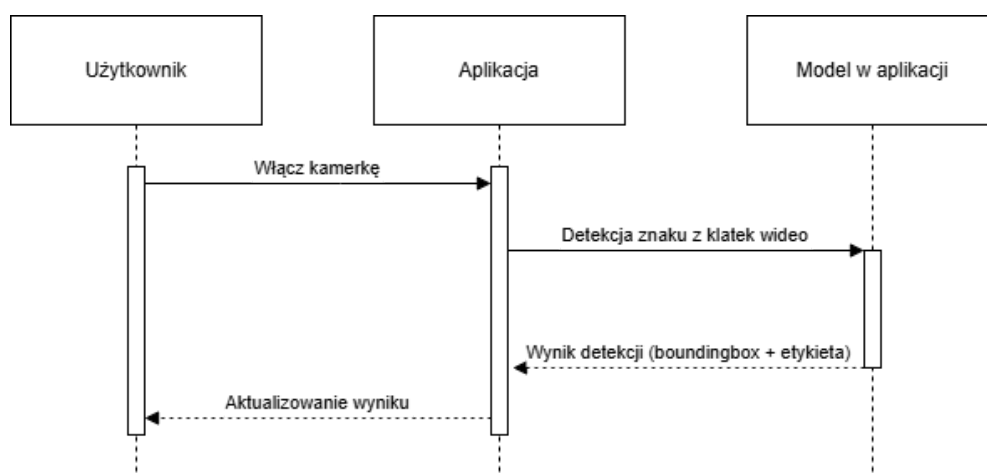 Użytkownik
Aplikacja
Model w aplikacji
Włącz kamerkę
Detekcja znaku z klatek wideo
Wynik detekcji (boundingbox + etykieta)
Aktualizowanie wyniku